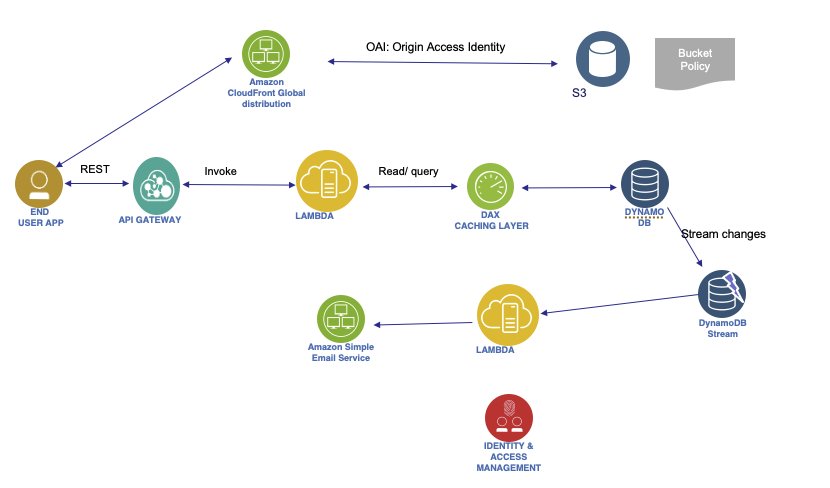 OAI: Origin Access Identity
Bucket
Policy
Amazon
CloudFront Global
distribution
S3
REST
Invoke
Read/ query
END
USER APP
API GATEWAY
LAMBDA
DAX
CACHING LAYER
DYNAMO
DB
Stream changes
DynamoDB
Stream
Amazon Simple
Email Service
LAMBDA
IDENTITY &
ACCESS
MANAGEMENT